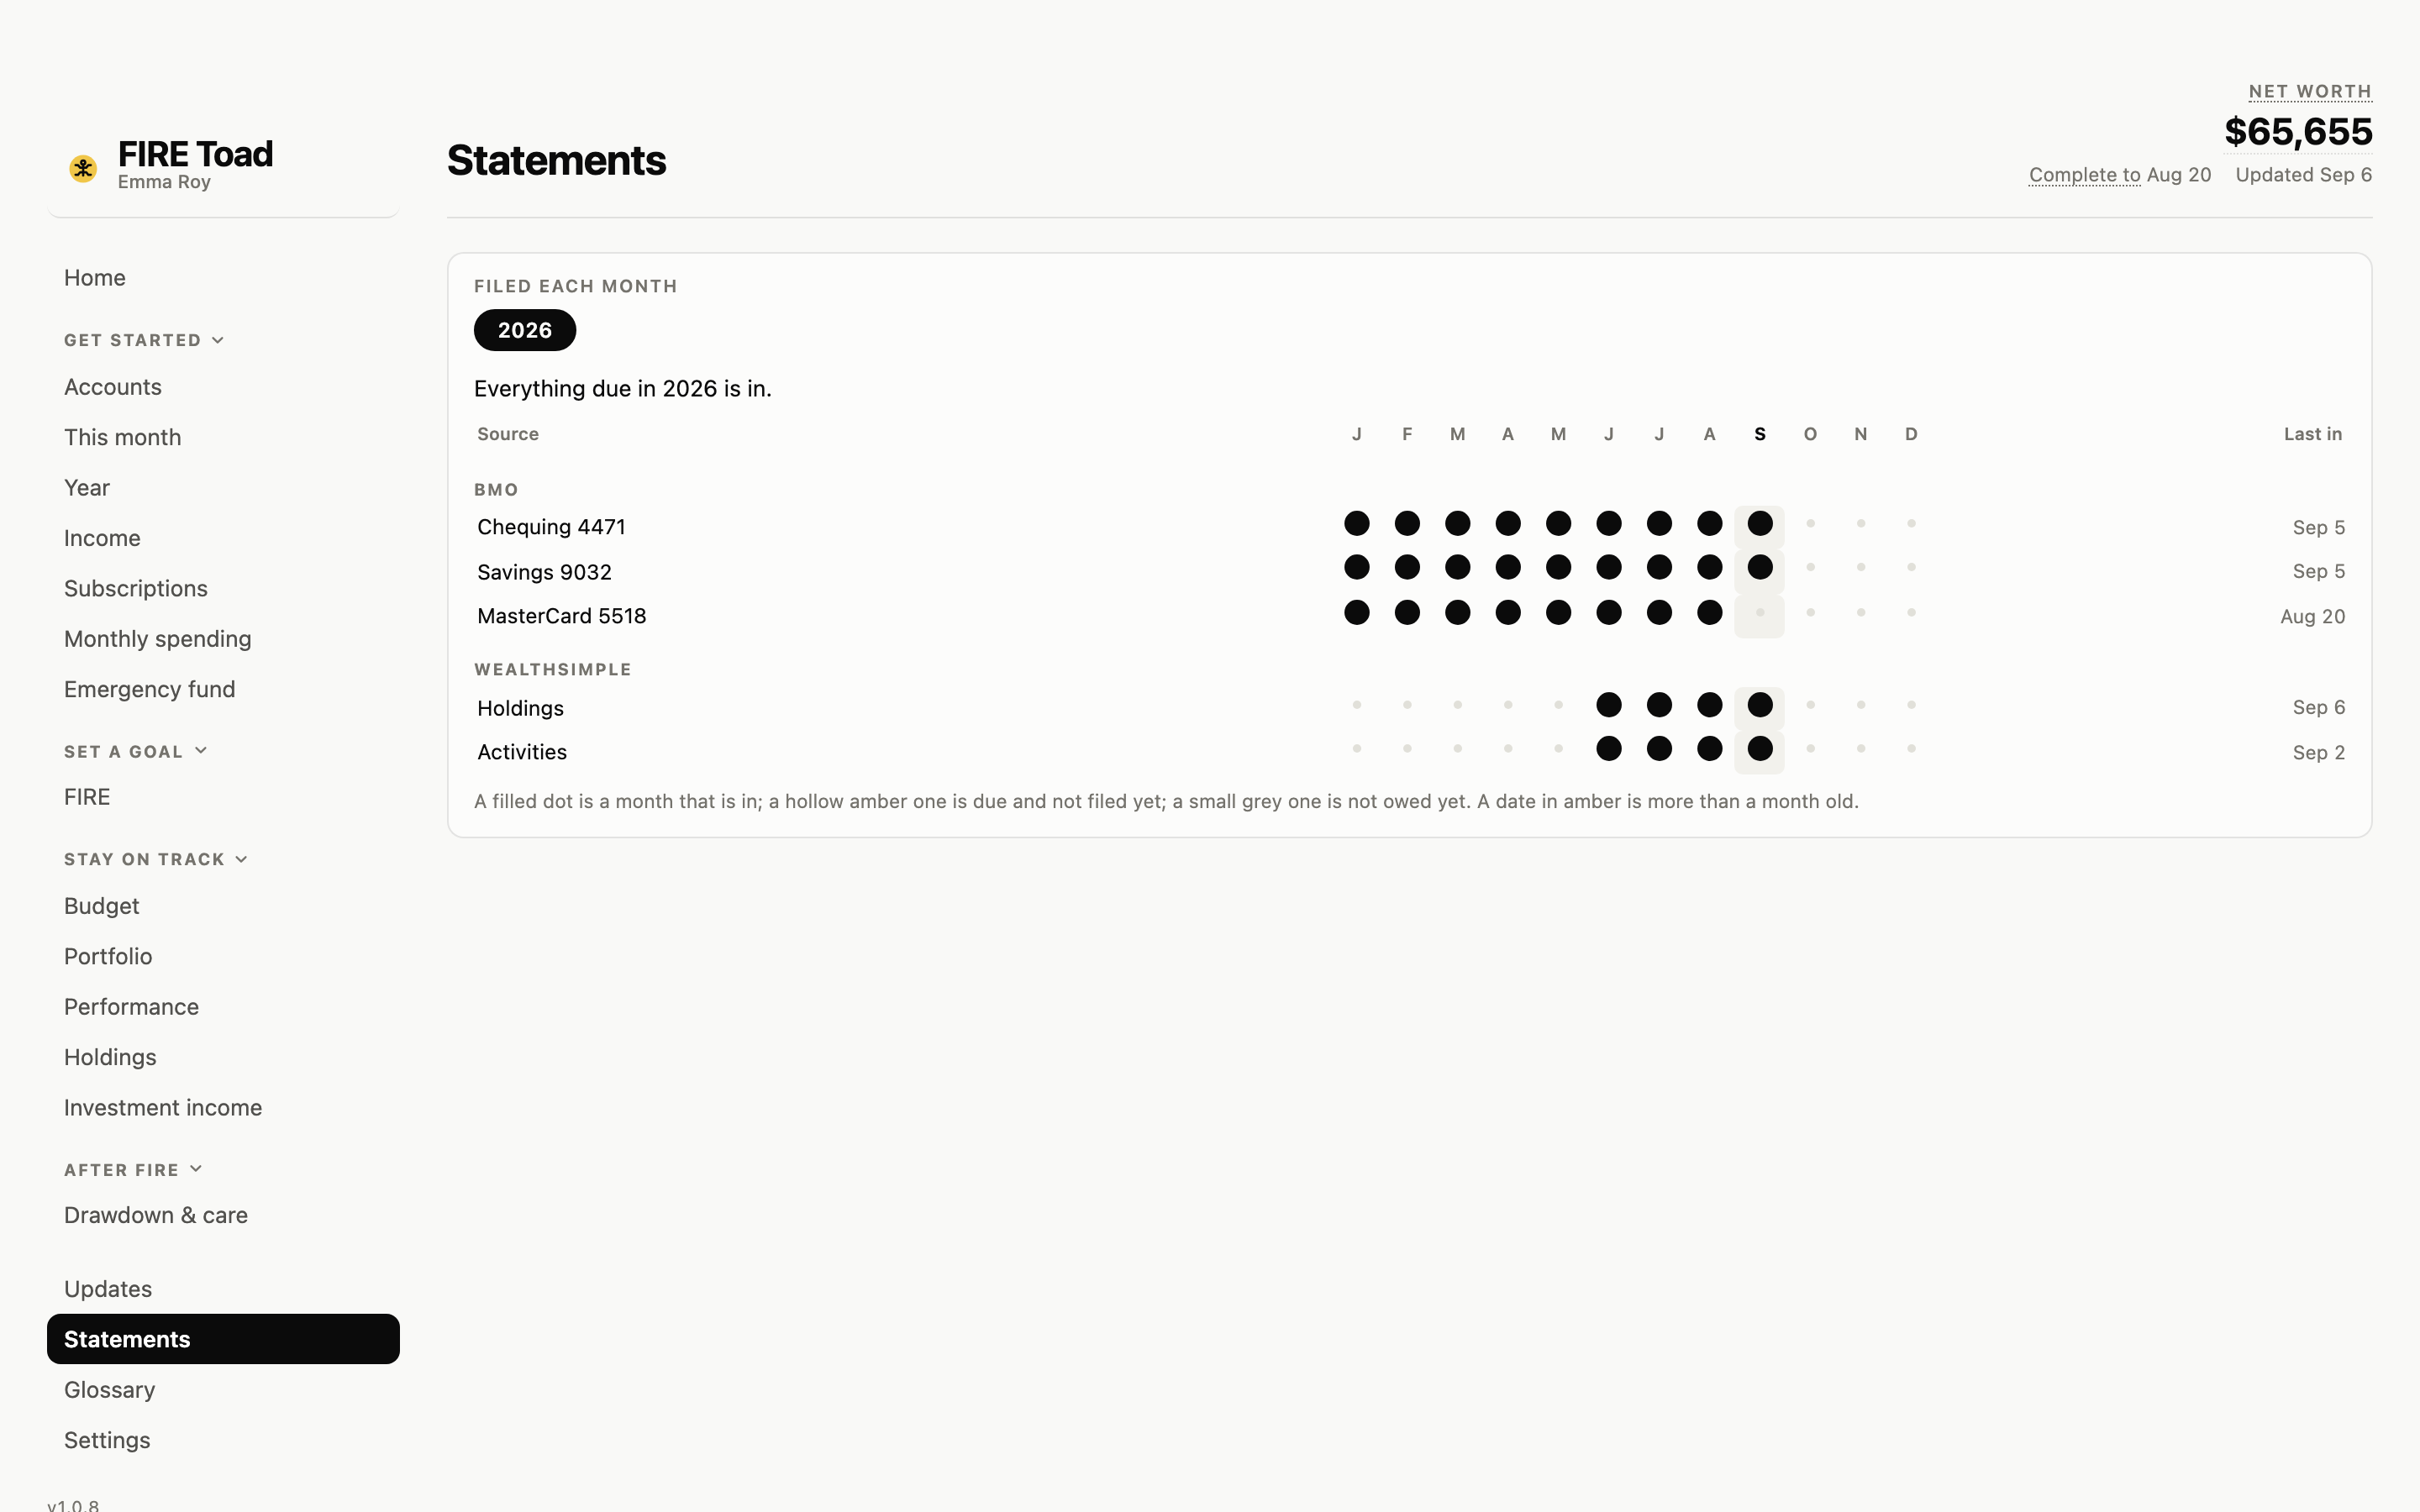 FIRE Toad
Emma Roy
Home
GET STARTED
Accounts
This month
Year
Income
Subscriptions
Monthly spending
Emergency fund
SET A GOAL
FIRE
STAY ON TRACK
Budget
Portfolio
Performance
Holdings
Investment income
AFTER FIRE
Drawdown & care
Updates
Statements
Glossary
Settings
v1.0.8
Statements
NET WORTH
$65,655
Complete to Aug 20 Updated Sep 6
FILED EACH MONTH
2026
Everything due in 2026 is in.
Source J F M A M J J A S O N D Last in
BMO
Chequing 4471 Sep 5
Savings 9032 Sep 5
MasterCard 5518 Aug 20
WEALTHSIMPLE
Holdings Sep 6
Activities Sep 2
A filled dot is a month that is in; a hollow amber one is due and not filed yet; a small grey one is not owed yet. A date in amber is more than a month old.